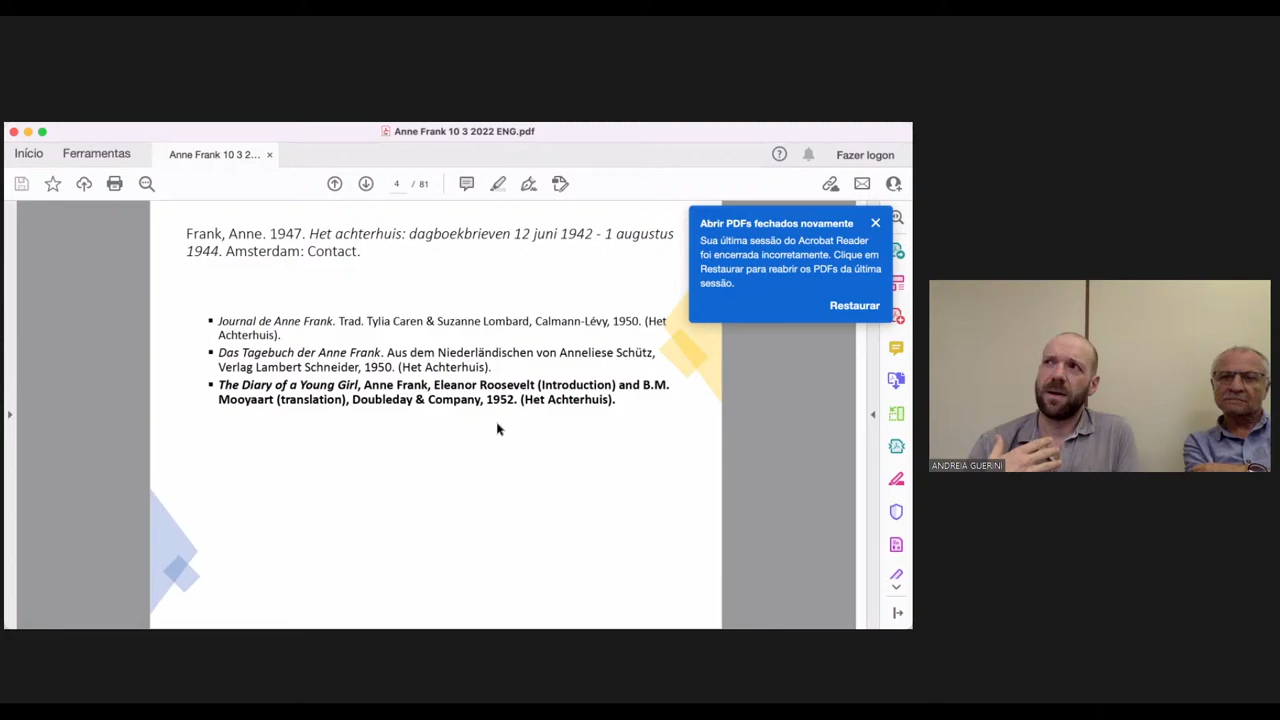 Anne Frank 10 3 2022 ENG.pdf
Início
Ferramentas
Anne Frank 10 3 2...
Fazer logon
4 / 81
Frank, Anne. 1947. Het achterhuis: dagboekbrieven 12 juni 1942 - 1 augustus
1944. Amsterdam: Contact.
Abrir PDFs fechados novamente
Sua última sessão do Acrobat Reader
foi encerrada incorretamente. Clique em
Restaurar para reabrir os PDFs da última
sessão.
Restaurar
▪ Journal de Anne Frank. Trad. Tylia Caren & Suzanne Lombard, Calmann-Lévy, 1950. (Het
Achterhuis).
▪ Das Tagebuch der Anne Frank. Aus dem Niederländischen von Anneliese Schütz,
Verlag Lambert Schneider, 1950. (Het Achterhuis).
▪ The Diary of a Young Girl, Anne Frank, Eleanor Roosevelt (Introduction) and B.M.
Mooyaart (translation), Doubleday & Company, 1952. (Het Achterhuis).
ANDREIA GUERINI